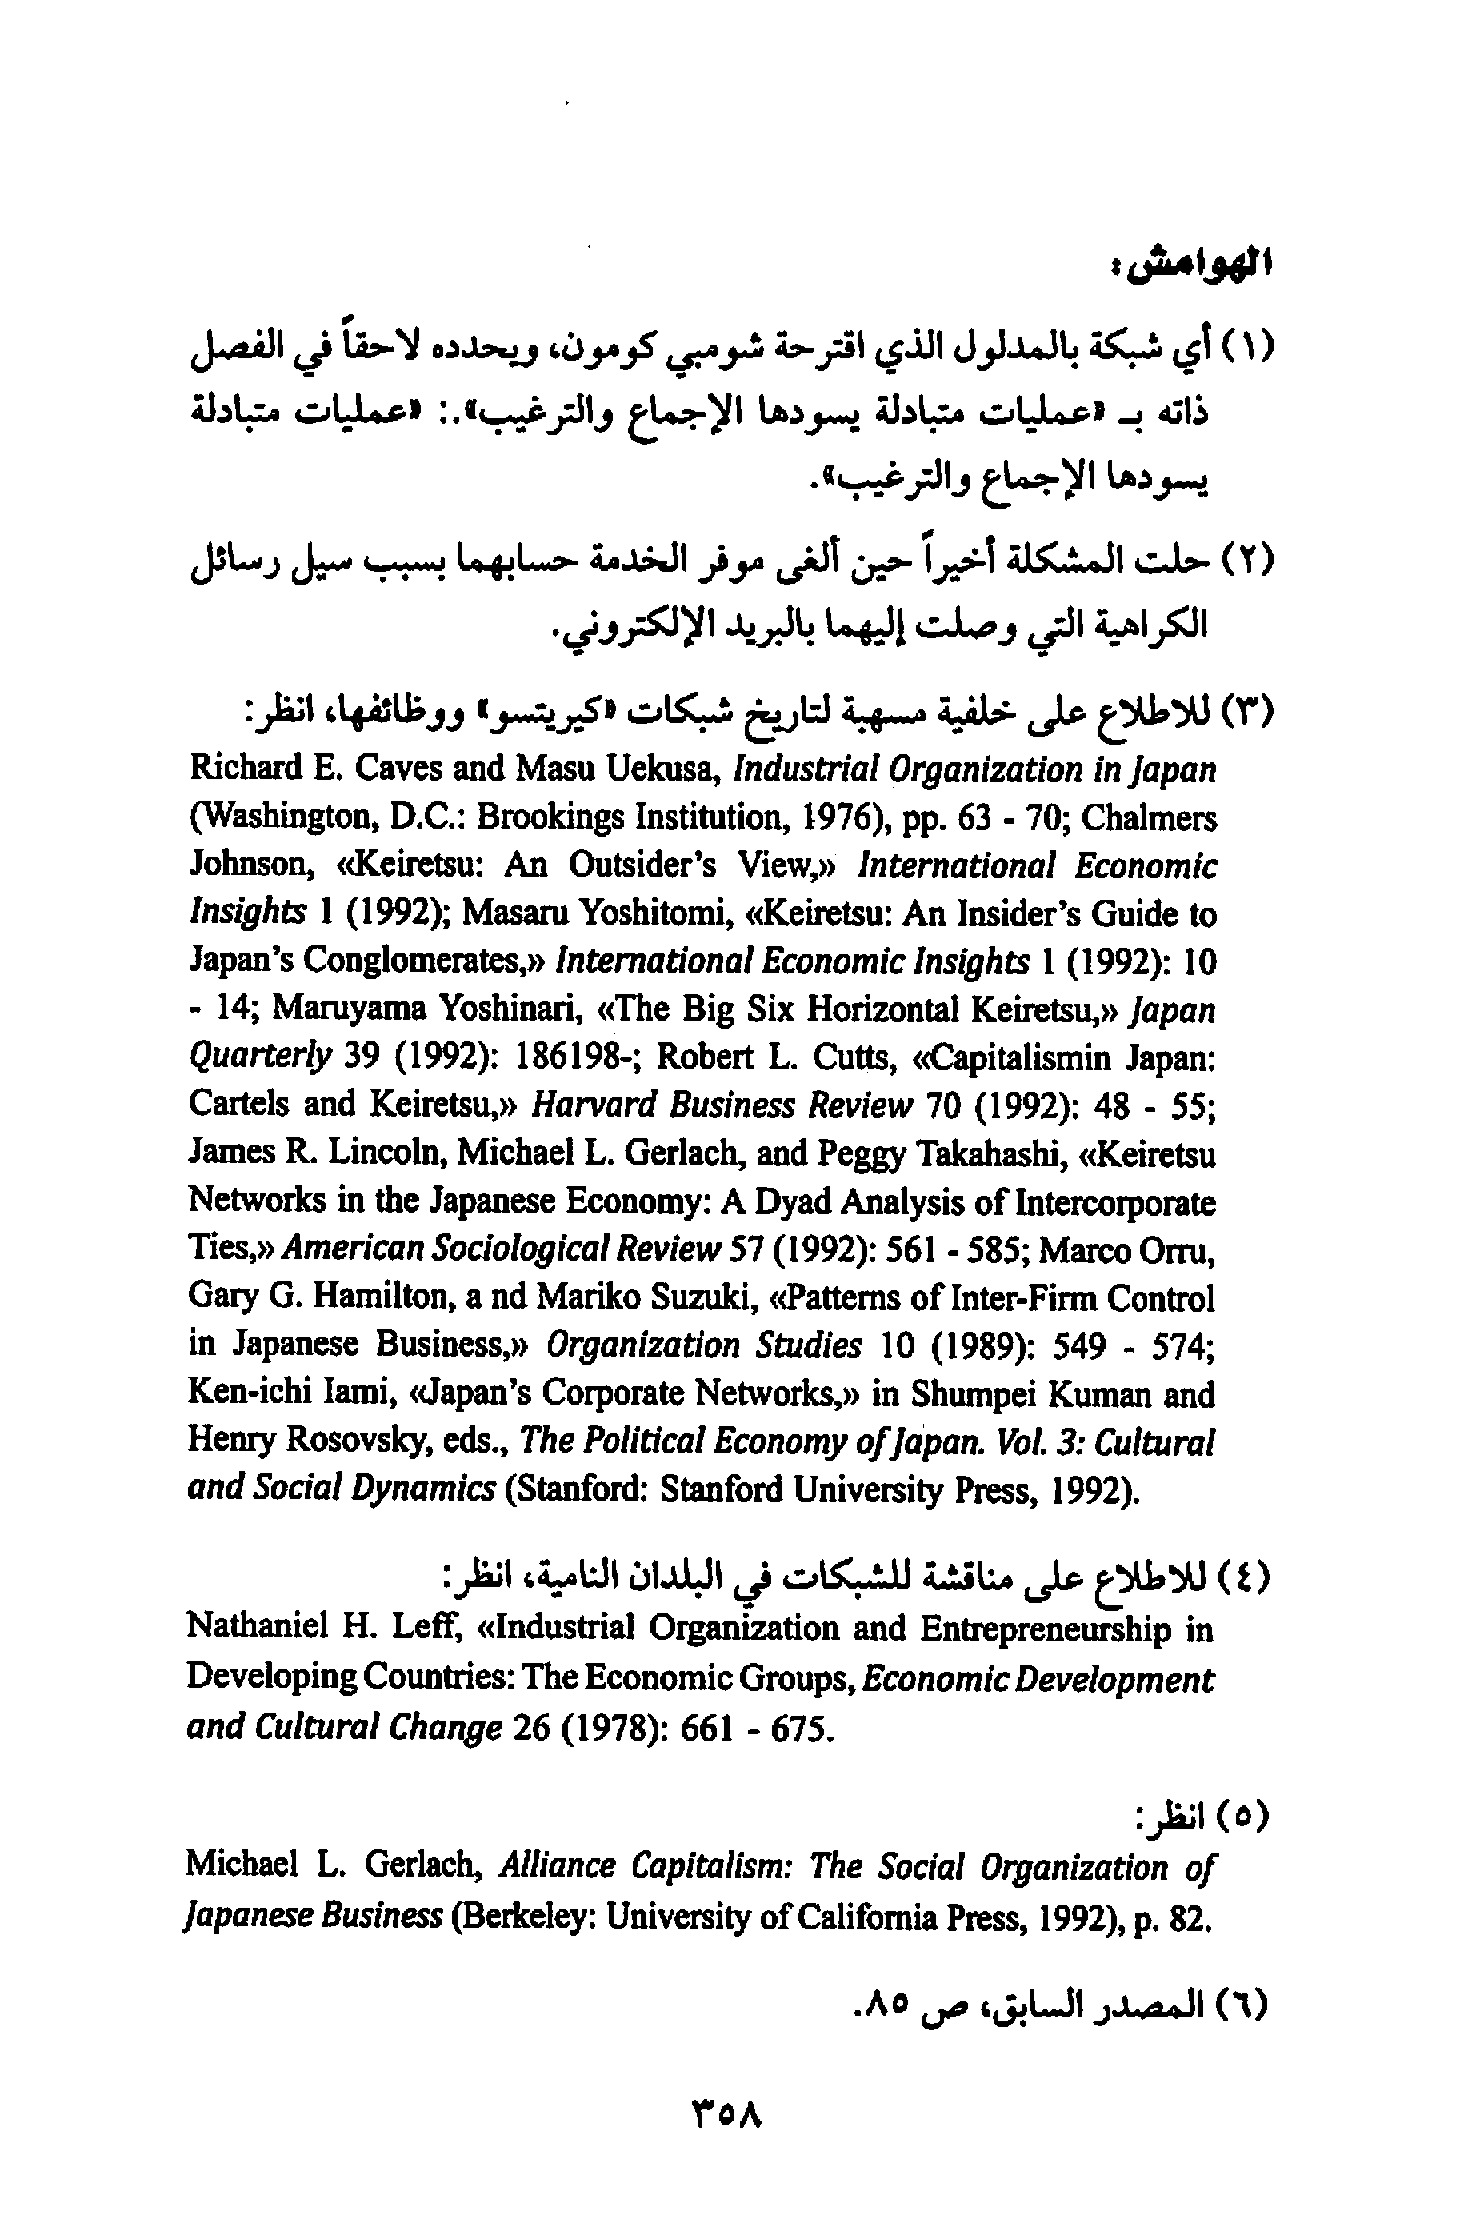 الهوامش:
(١) أي شبكة بالمدلول الذي اقترحة شومبي كومون، ويحدده لاحقاً في الفصل
ذاته بـ «عمليات متبادلة يسودها الإجماع والترغيب».: «عمليات متبادلة
يسودها الإجماع والترغيب».
(٢) حلت المشكلة أخيراً حين ألغى موفر الخدمة حسابهما بسبب سيل رسائل
الكراهية التي وصلت إليهما بالبريد الإلكتروني.
(٣) للاطلاع على خلفية مسهبة لتاريخ شبكات «كيريتسو» ووظائفها، انظر:
Richard E. Caves and Masu Uekusa, Industrial Organization in Japan
(Washington, D.C.: Brookings Institution, 1976), pp. 63 - 70; Chalmers
Johnson, «Keiretsu: An Outsider's View,» International Economic
Insights 1 (1992); Masaru Yoshitomi, «Keiretsu: An Insider's Guide to
Japan's Conglomerates,» International Economic Insights 1 (1992): 10
- 14; Maruyama Yoshinari, «The Big Six Horizontal Keiretsu,» Japan
Quarterly 39 (1992): 186198-; Robert L. Cutts, «Capitalismin Japan:
Cartels and Keiretsu,» Harvard Business Review 70 (1992): 48 - 55;
James R. Lincoln, Michael L. Gerlach, and Peggy Takahashi, «Keiretsu
Networks in the Japanese Economy: A Dyad Analysis of Intercorporate
Ties,» American Sociological Review 57 (1992): 561 - 585; Marco Orru,
Gary G. Hamilton, a nd Mariko Suzuki, «Patterns of Inter-Firm Control
in Japanese Business,» Organization Studies 10 (1989): 549 - 574;
Ken-ichi Iami, «Japan's Corporate Networks,» in Shumpei Kuman and
Henry Rosovsky, eds., The Political Economy of Japan. Vol. 3: Cultural
and Social Dynamics (Stanford: Stanford University Press, 1992).
(٤) للاطلاع على مناقشة للشبكات في البلدان النامية، انظر:
Nathaniel H. Leff, «Industrial Organization and Entrepreneurship in
Developing Countries: The Economic Groups, Economic Development
and Cultural Change 26 (1978): 661 - 675.
(٥) انظر:
Michael L. Gerlach, Alliance Capitalism: The Social Organization of
Japanese Business (Berkeley: University of California Press, 1992), p. 82.
(٦) المصدر السابق، ص ٨٥.
٣٥٨